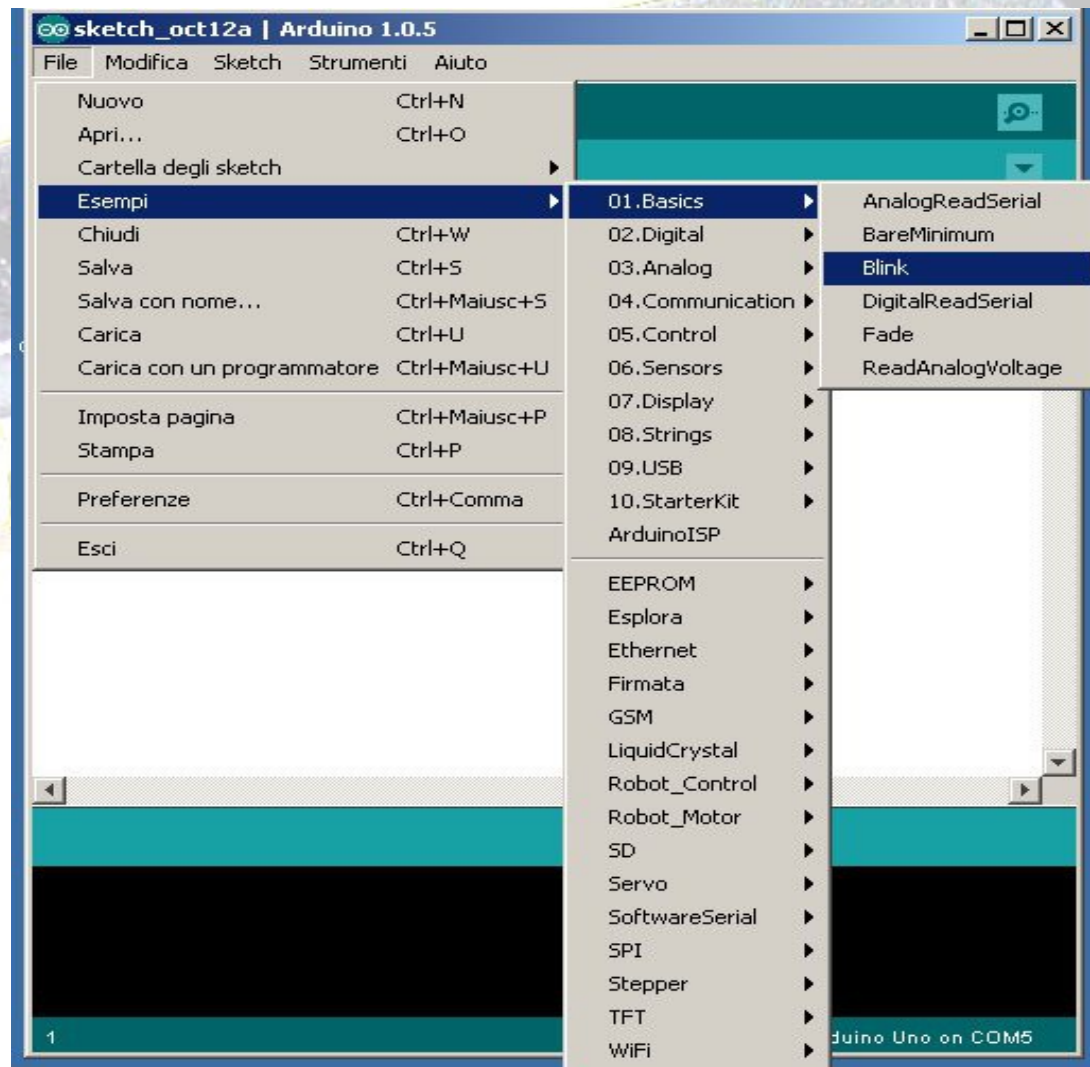 sketch_oct12a | Arduino 1.0.5
File Modifica Sketch Strumenti Aiuto
Nuovo Ctrl+N
Apri... Ctrl+O
Cartella degli sketch
Esempi
Chiudi Ctrl+W
Salva Ctrl+S
Salva con nome... Ctrl+Maiusc+S
Carica Ctrl+U
Carica con un programmatore Ctrl+Maiusc+U
Imposta pagina Ctrl+Maiusc+P
Stampa Ctrl+P
Preferenze Ctrl+Comma
Esci Ctrl+Q
01.Basics
02.Digital
03.Analog
04.Communication
05.Control
06.Sensors
07.Display
08.Strings
09.USB
10.StarterKit
ArduinoISP
EEPROM
Esplora
Ethernet
Firmata
GSM
LiquidCrystal
Robot_Control
Robot_Motor
SD
Servo
SoftwareSerial
SPI
Stepper
TFT
WiFi
AnalogReadSerial
BareMinimum
Blink
DigitalReadSerial
Fade
ReadAnalogVoltage
1
duino Uno on COM5